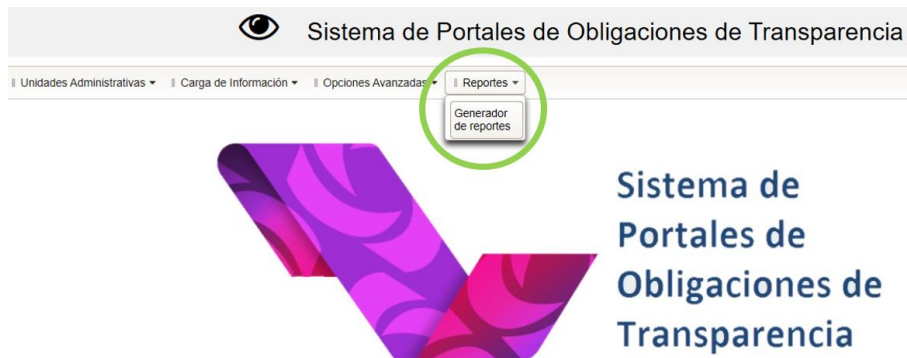 Sistema de Portales de Obligaciones de Transparencia
Unidades Administrativas Carga de Información Opciones Avanzadas Reportes
Generador
de reportes
Sistema de
Portales de
Obligaciones de
Transparencia